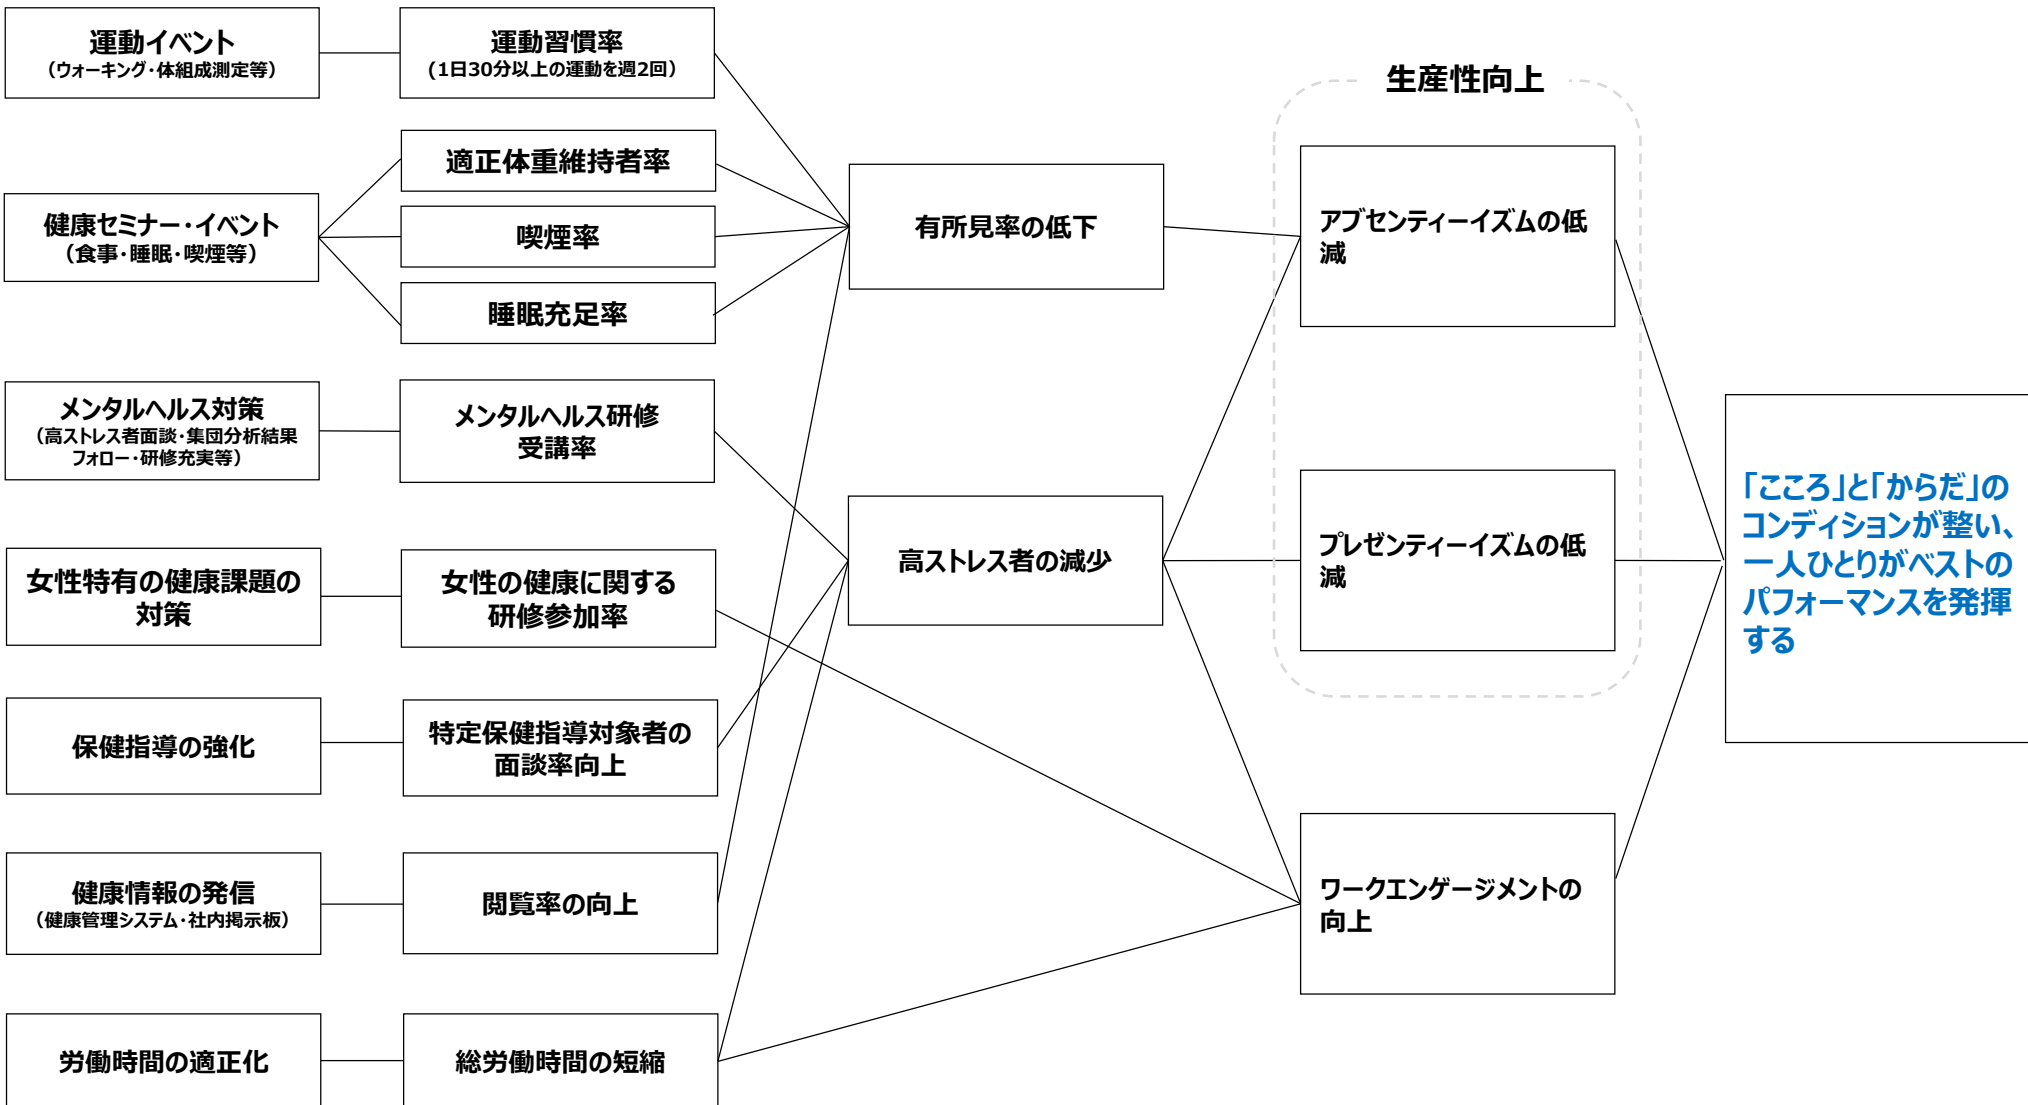 運動イベント
（ウォーキング・体組成測定等）
運動習慣率
(1日30分以上の運動を週2回）
生産性向上
適正体重維持者率
健康セミナー・イベント
（食事・睡眠・喫煙等）
喫煙率
睡眠充足率
有所見率の低下
アブセンティーイズムの低
減
メンタルヘルス対策
（高ストレス者面談・集団分析結果
フォロー・研修充実等）
メンタルヘルス研修
受講率
高ストレス者の減少
プレゼンティーイズムの低
減
「こころ」と「からだ」の
コンディションが整い、
一人ひとりがベストの
パフォーマンスを発揮
する
女性特有の健康課題の
対策
女性の健康に関する
研修参加率
保健指導の強化
特定保健指導対象者の
面談率向上
健康情報の発信
（健康管理システム・社内掲示板）
閲覧率の向上
ワークエンゲージメントの
向上
労働時間の適正化
総労働時間の短縮